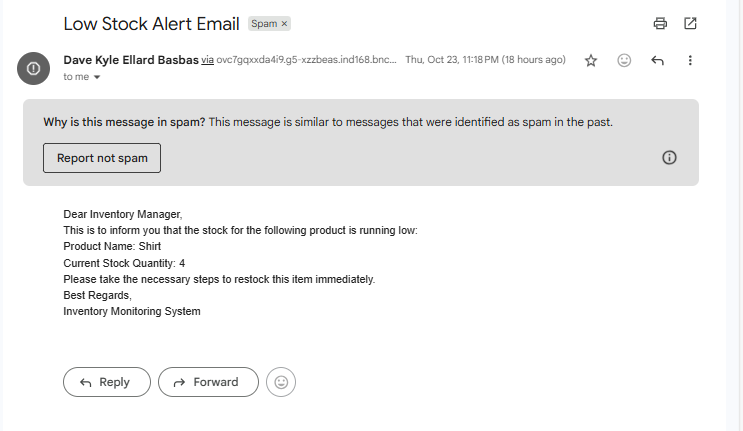 Low Stock Alert Email Spam ×
Dave Kyle Ellard Basbas via ovc7gqxxda4i9.g5-xzzbeas.ind168.bnc... Thu, Oct 23, 11:18 PM (18 hours ago)
to me
Why is this message in spam? This message is similar to messages that were identified as spam in the past.
Report not spam
Dear Inventory Manager,
This is to inform you that the stock for the following product is running low:
Product Name: Shirt
Current Stock Quantity: 4
Please take the necessary steps to restock this item immediately.
Best Regards,
Inventory Monitoring System
Reply Forward